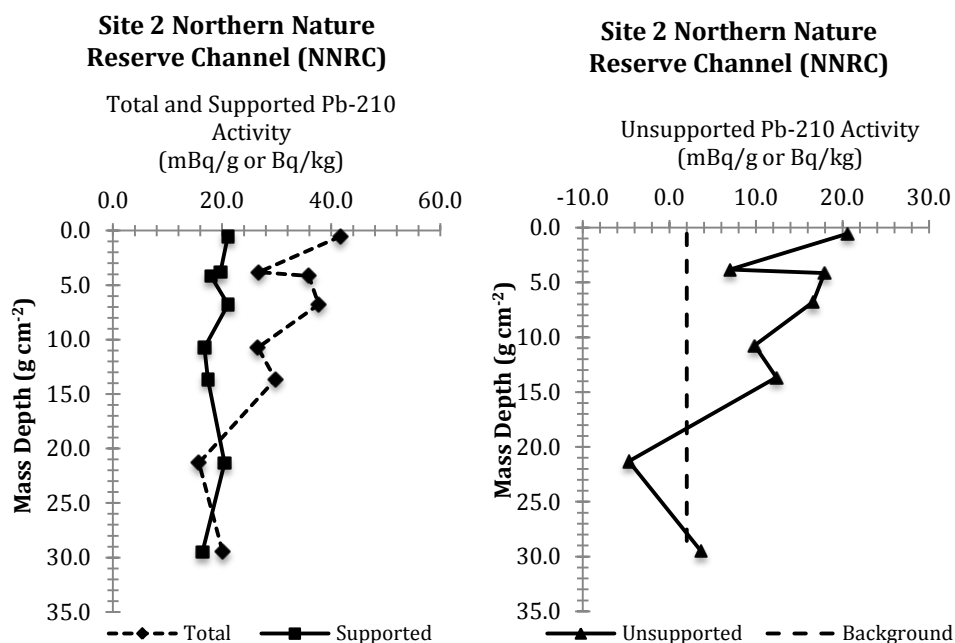 Site 2 Northern Nature
Reserve Channel (NNRC)
Total and Supported Pb-210
Activity
(mBq/g or Bq/kg)
0.0 20.0 40.0 60.0
0.0
5.0
10.0
15.0
20.0
25.0
30.0
35.0
Mass Depth (g cm-2)
Total Supported
Site 2 Northern Nature
Reserve Channel (NNRC)
Unsupported Pb-210 Activity
(mBq/g or Bq/kg)
-10.0 0.0 10.0 20.0 30.0
0.0
5.0
10.0
15.0
20.0
25.0
30.0
35.0
Mass Depth (g cm-2)
Unsupported Background